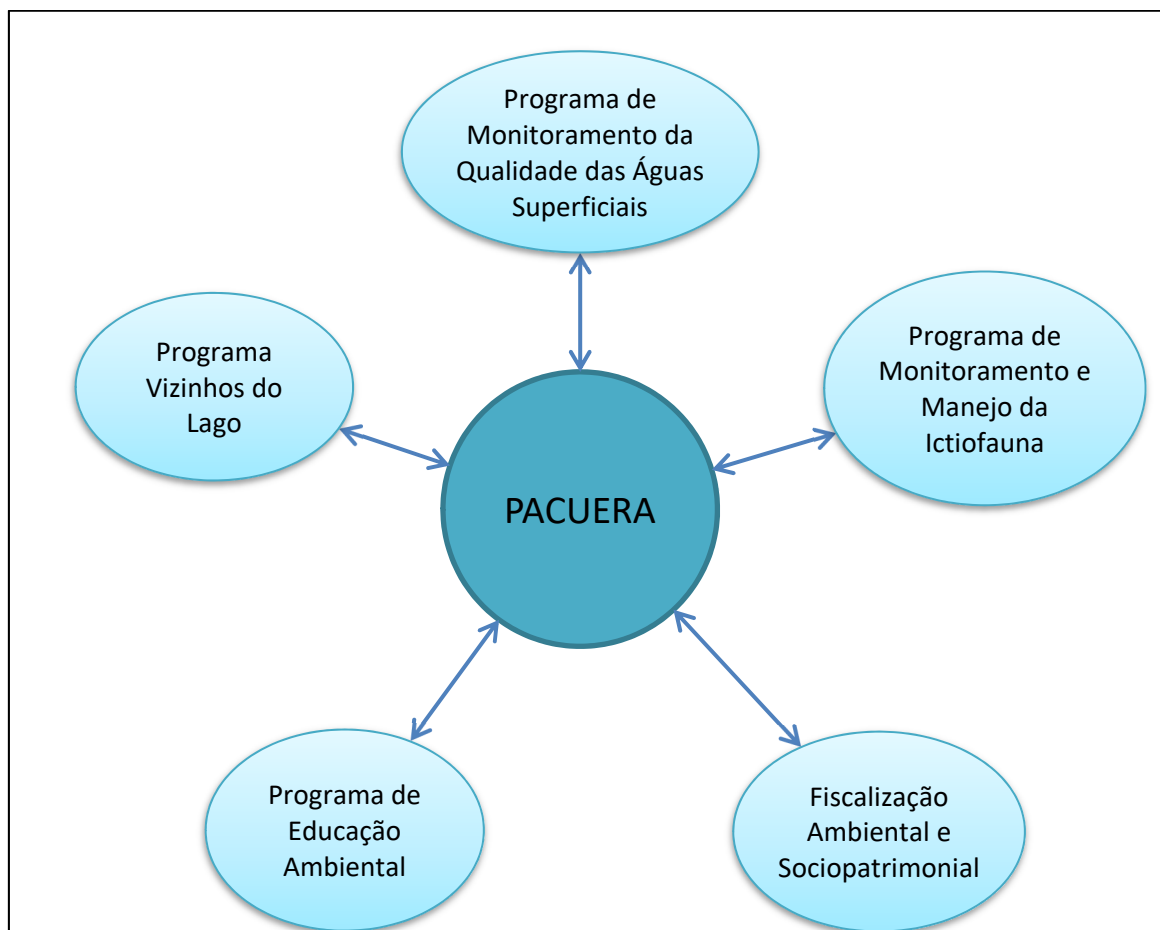 Programa de
Monitoramento da
Qualidade das Águas
Superficiais
Programa
Vizinhos do
Lago
Programa de
Monitoramento e
Manejo da
Ictiofauna
PACUERA
Programa de
Educação
Ambiental
Fiscalização
Ambiental e
Sociopatrimonial